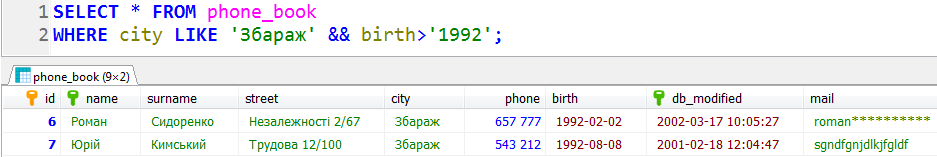 1 SELECT * FROM phone_book
2 WHERE city LIKE 'Збараж' && birth>'1992';
phone_book (9×2)
id name surname street city phone birth db_modified mail
6 Роман Сидоренко Незалежності 2/67 Збараж 657 777 1992-02-02 2002-03-17 10:05:27 roman**********
7 Юрій Кимський Трудова 12/100 Збараж 543 212 1992-08-08 2001-02-18 12:04:47 sgndfgnjdlkjfgldf